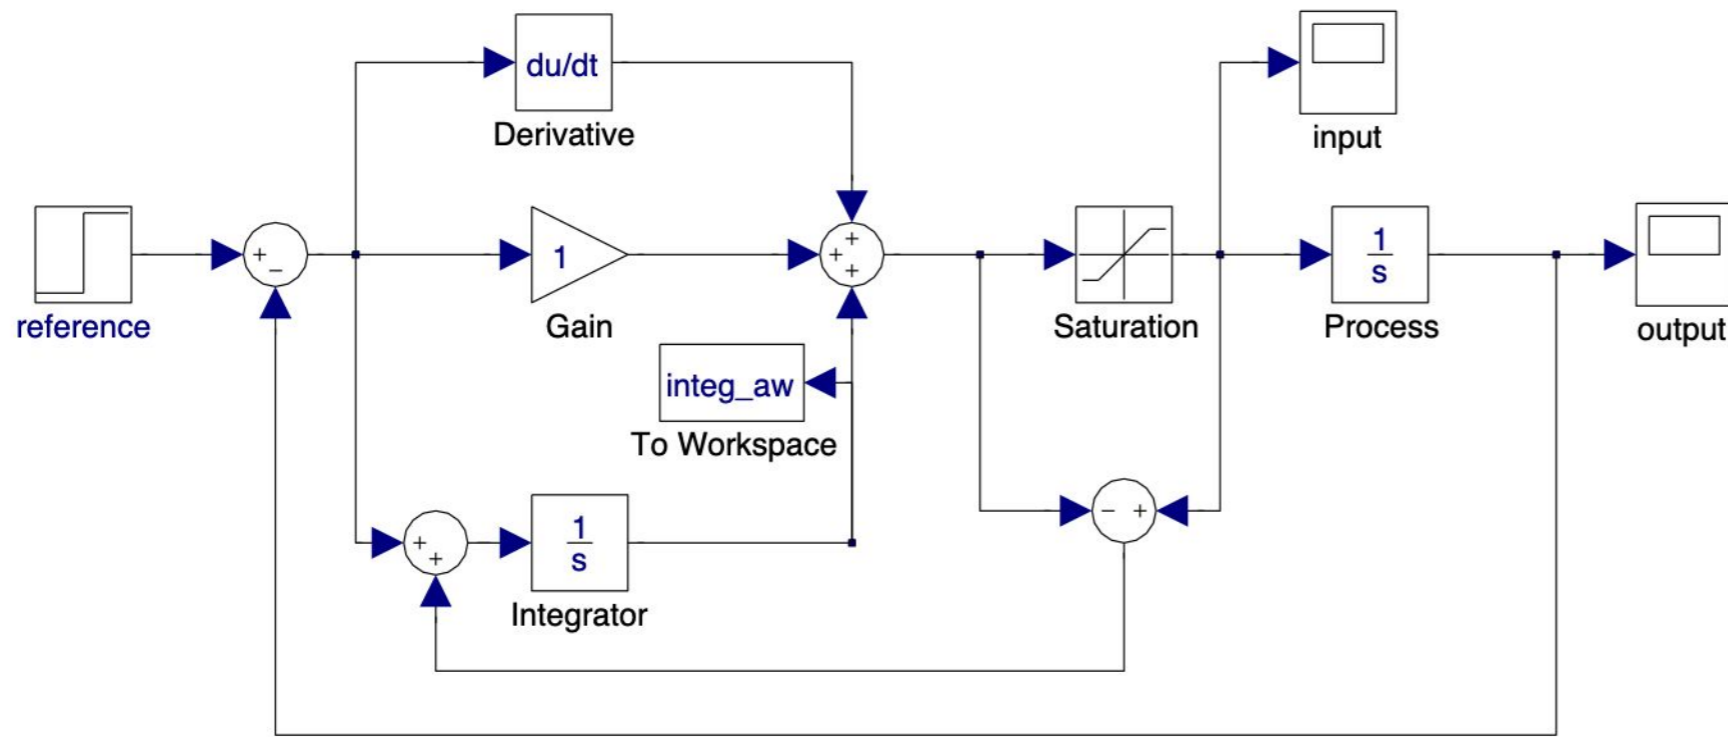 du/dt
Derivative
input
reference
+
−
1
Gain
+
+
+
Saturation
1
s
Process
output
integ_aw
To Workspace
− +
+
+
1
s
Integrator